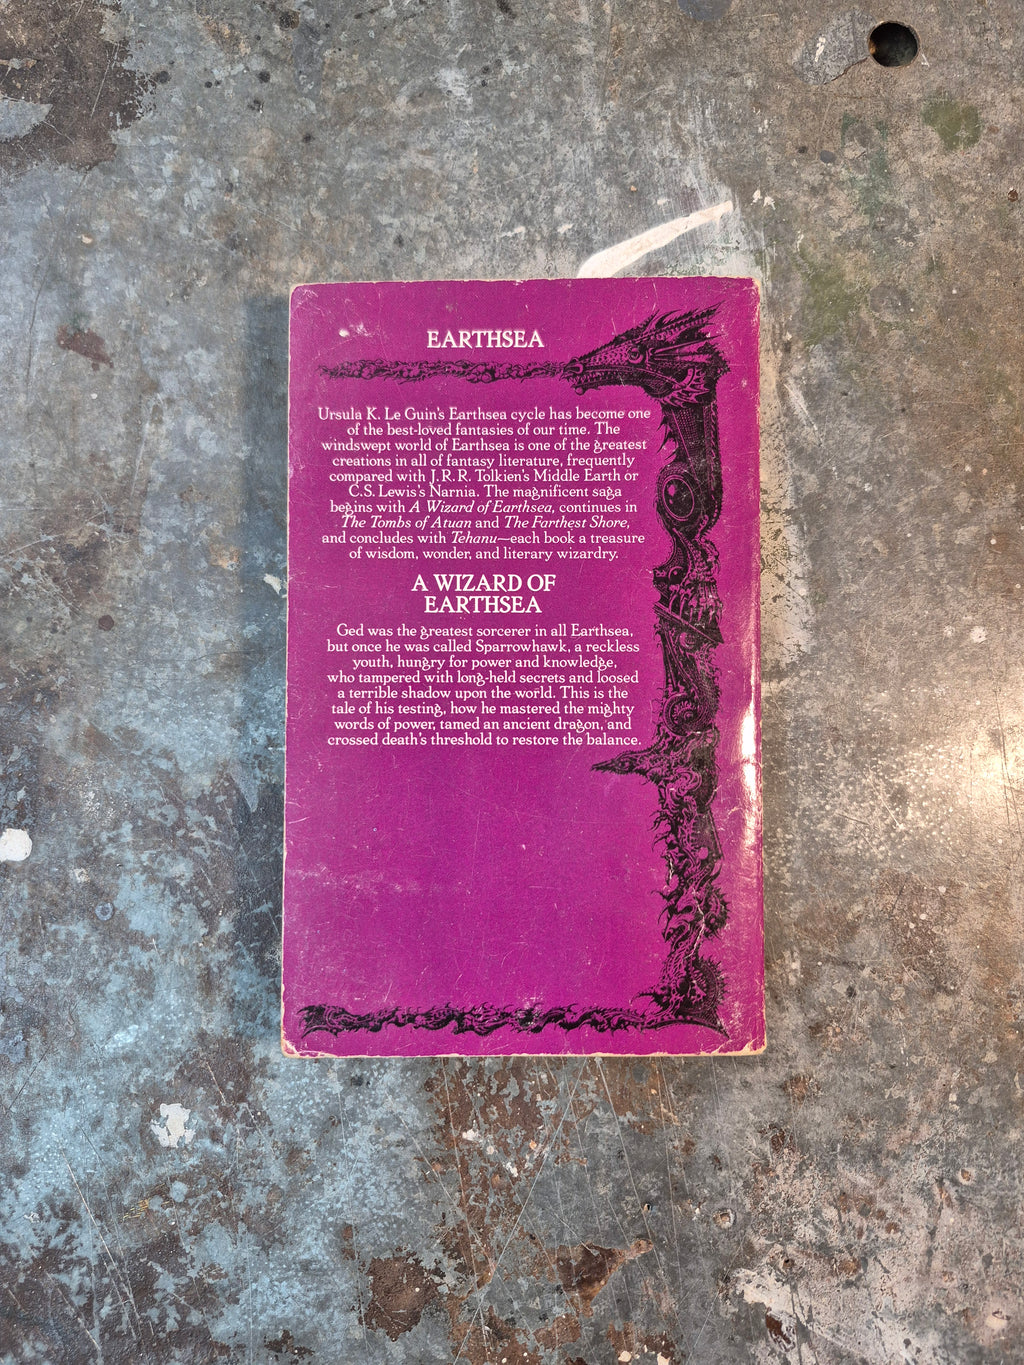 EARTHSEA
Ursula K. Le Guin's Earthsea cycle has become one
of the best-loved fantasies of our time. The
windswept world of Earthsea is one of the greatest
creations in all of fantasy literature, frequently
compared with J.R.R. Tolkien's Middle Earth or
C.S. Lewis's Narnia. The magnificent saga
begins with A Wizard of Earthsea, continues in
The Tombs of Atuan and The Farthest Shore,
and concludes with Tehanu—each book a treasure
of wisdom, wonder, and literary wizardry.
A WIZARD OF
EARTHSEA
Ged was the greatest sorcerer in all Earthsea,
but once he was called Sparrowhawk, a reckless
youth, hungry for power and knowledge,
who tampered with long-held secrets and loosed
a terrible shadow upon the world. This is the
tale of his testing, how he mastered the mighty
words of power, tamed an ancient dragon, and
crossed death's threshold to restore the balance.